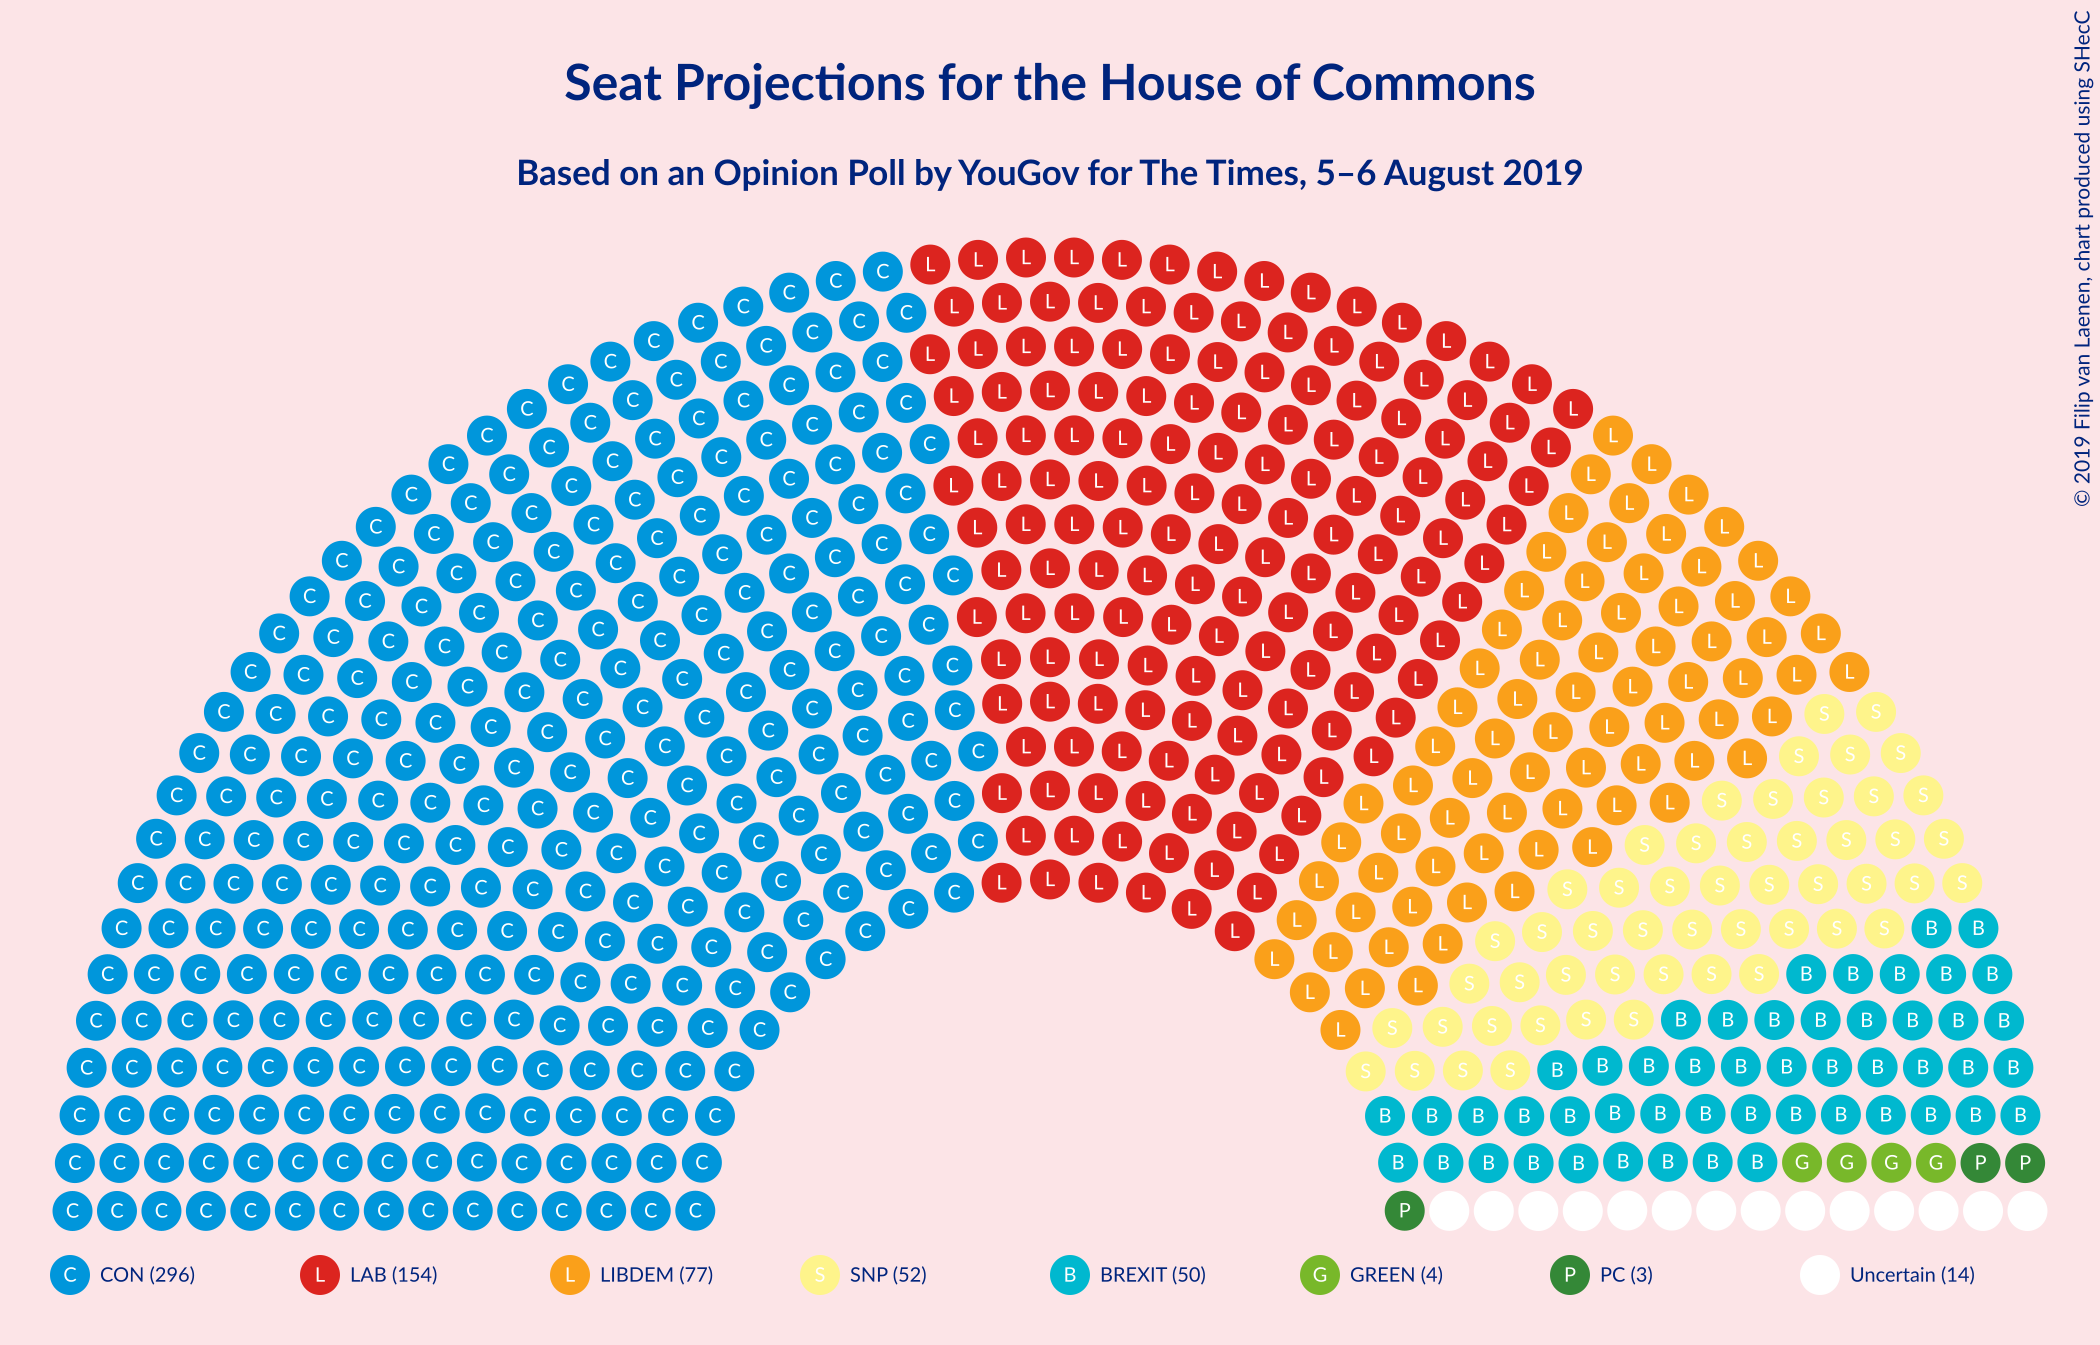 Seat Projections for the House of Commons
Based on an Opinion Poll by YouGov for The Times, 5–6 August 2019
© 2019 Filip van Laenen, chart produced using SHecC
C CON (296)
L LAB (154)
L LIBDEM (77)
S SNP (52)
B BREXIT (50)
G GREEN (4)
P PC (3)
Uncertain (14)